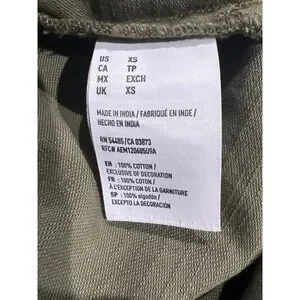 US XS
CA TP
MX EXCH
UK XS
MADE IN INDIA / FABRIQUÉ EN INDE /
HECHO EN INDIA
RN 54485/CA 03873
RFC# AEM120605U9A
EN : 100% COTTON /
EXCLUSIVE OF DECORATION
FR : 100% COTON /
À L'EXCEPTION DE LA GARNITURE
SP : 100% algodón /
EXCEPTO LA DECORACIÓN